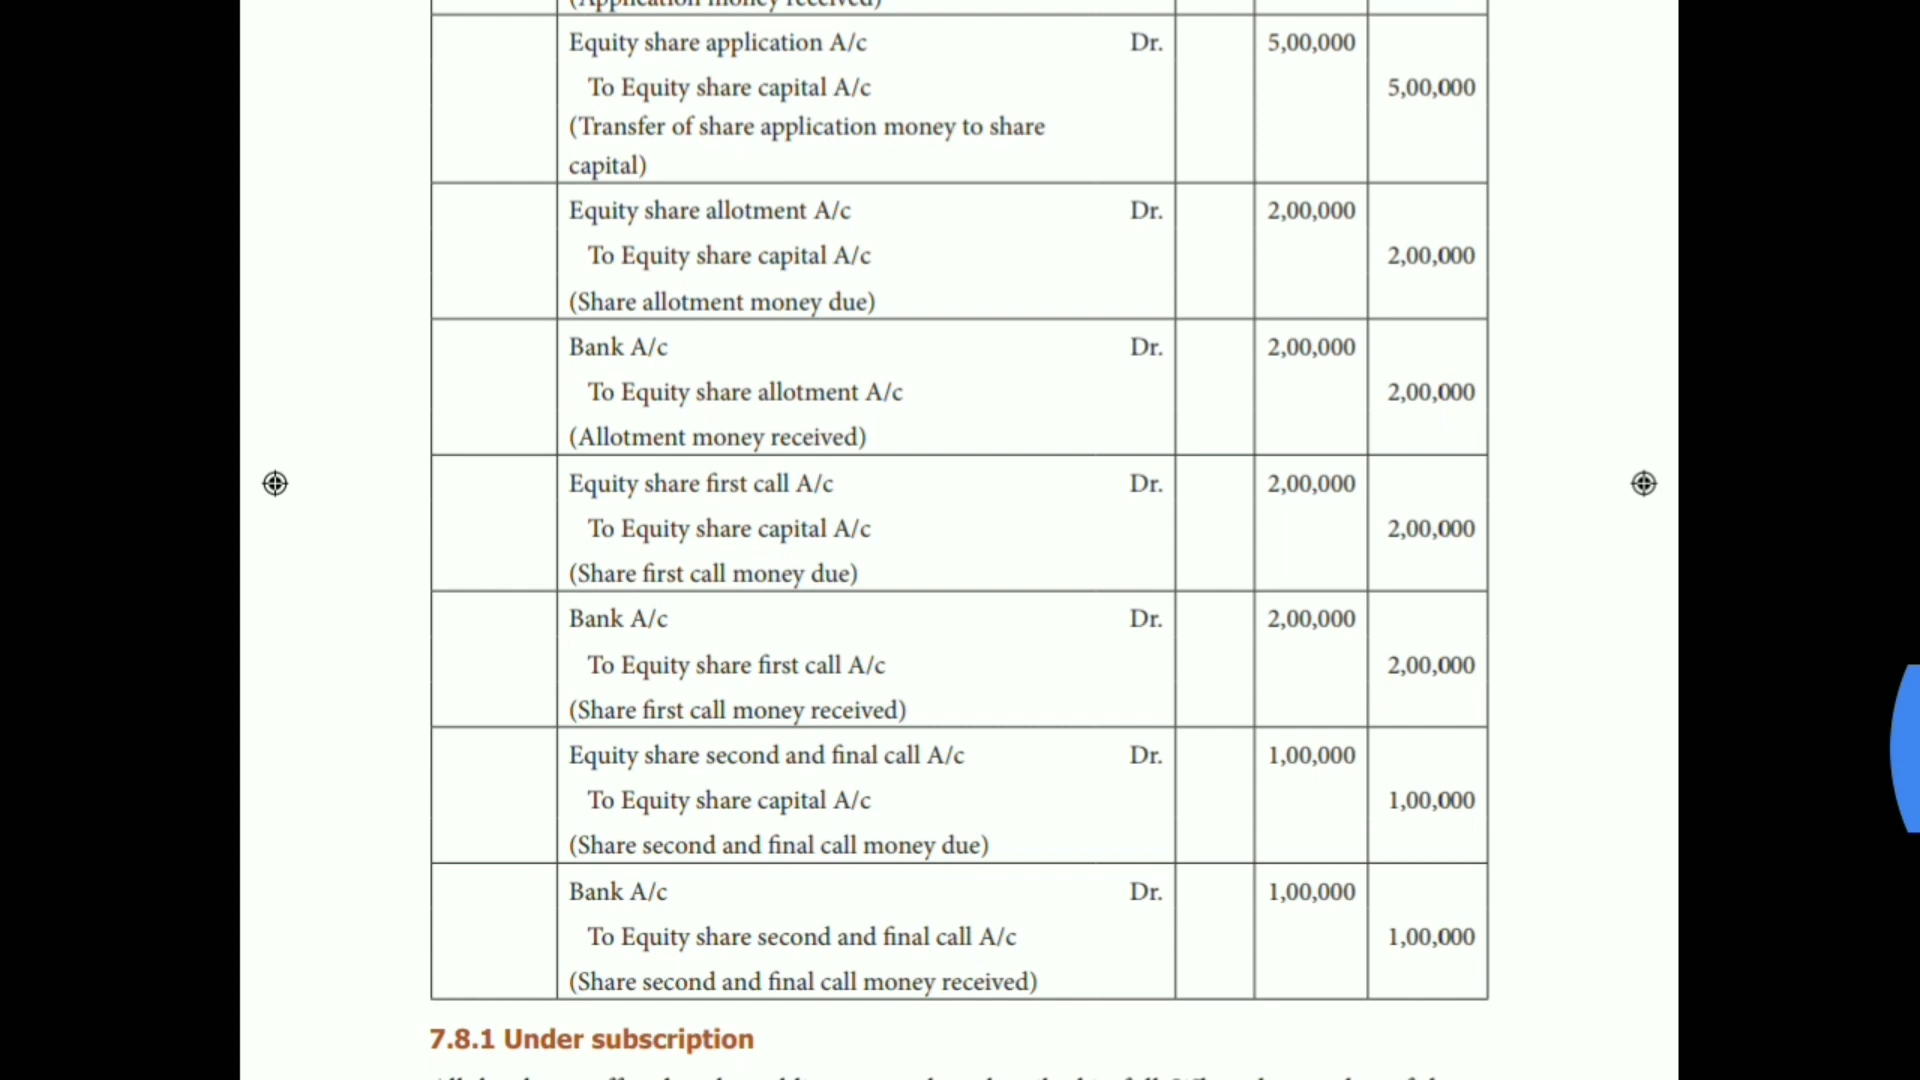 (Application money received)
Equity share application A/c Dr. 5,00,000
To Equity share capital A/c 5,00,000
(Transfer of share application money to share
capital)
Equity share allotment A/c Dr. 2,00,000
To Equity share capital A/c 2,00,000
(Share allotment money due)
Bank A/c Dr. 2,00,000
To Equity share allotment A/c 2,00,000
(Allotment money received)
Equity share first call A/c Dr. 2,00,000
To Equity share capital A/c 2,00,000
(Share first call money due)
Bank A/c Dr. 2,00,000
To Equity share first call A/c 2,00,000
(Share first call money received)
Equity share second and final call A/c Dr. 1,00,000
To Equity share capital A/c 1,00,000
(Share second and final call money due)
Bank A/c Dr. 1,00,000
To Equity share second and final call A/c 1,00,000
(Share second and final call money received)
7.8.1 Under subscription